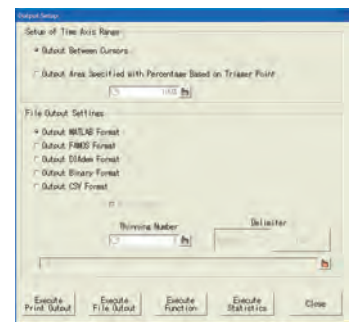 Output Setup
Setup of Time Axis Range
Output Between Cursors
Output Area Specified with Percentage Based on Trigger Point
File Output Settings
Output MATLAB Format
Output FAMOS Format
Output DIAdem Format
Output Binary Format
Output CSV Format
Thinning Number
Delimiter
Execute Print Output
Execute File Output
Execute Function
Execute Statistics
Close